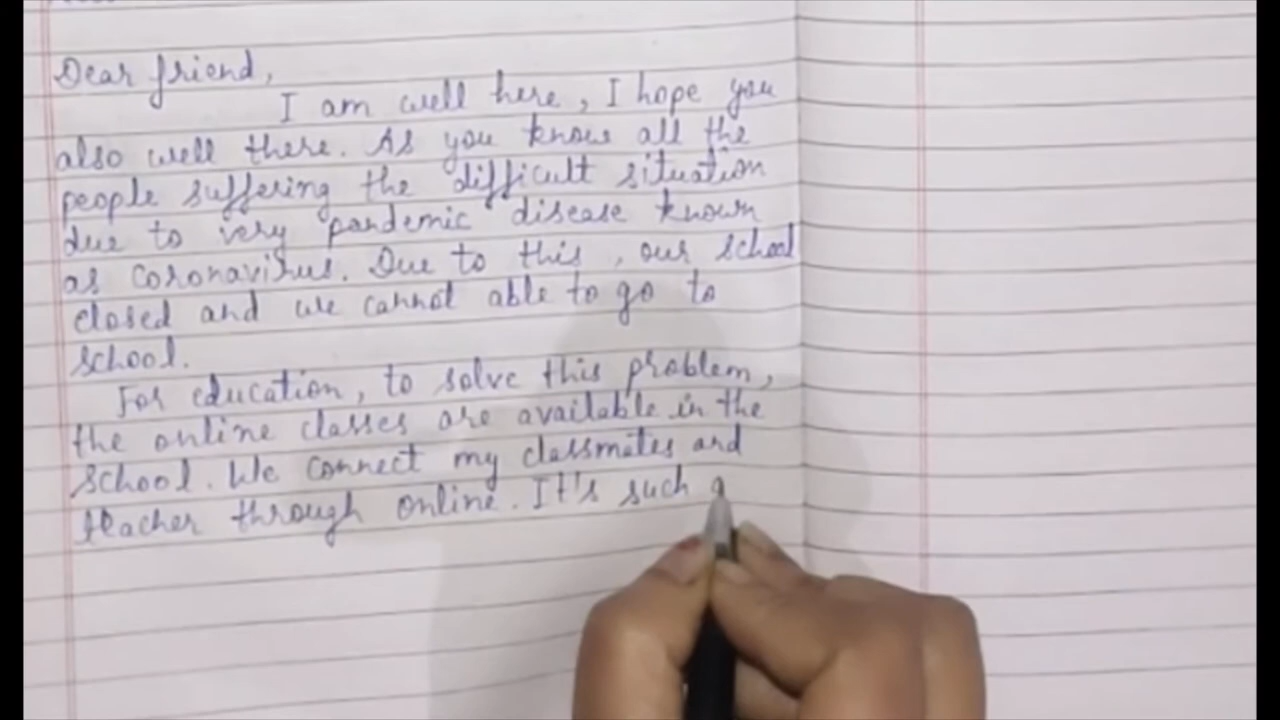 Dear friend,
I am well here, I hope you
also well there. As you know all the
people suffering the difficult situation
due to very pandemic disease known
as coronavirus. Due to this, our school
closed and we cannot able to go to
school.
For education, to solve this problem,
the online classes are available in the
school. We connect my classmates and
teacher through online. It's such a